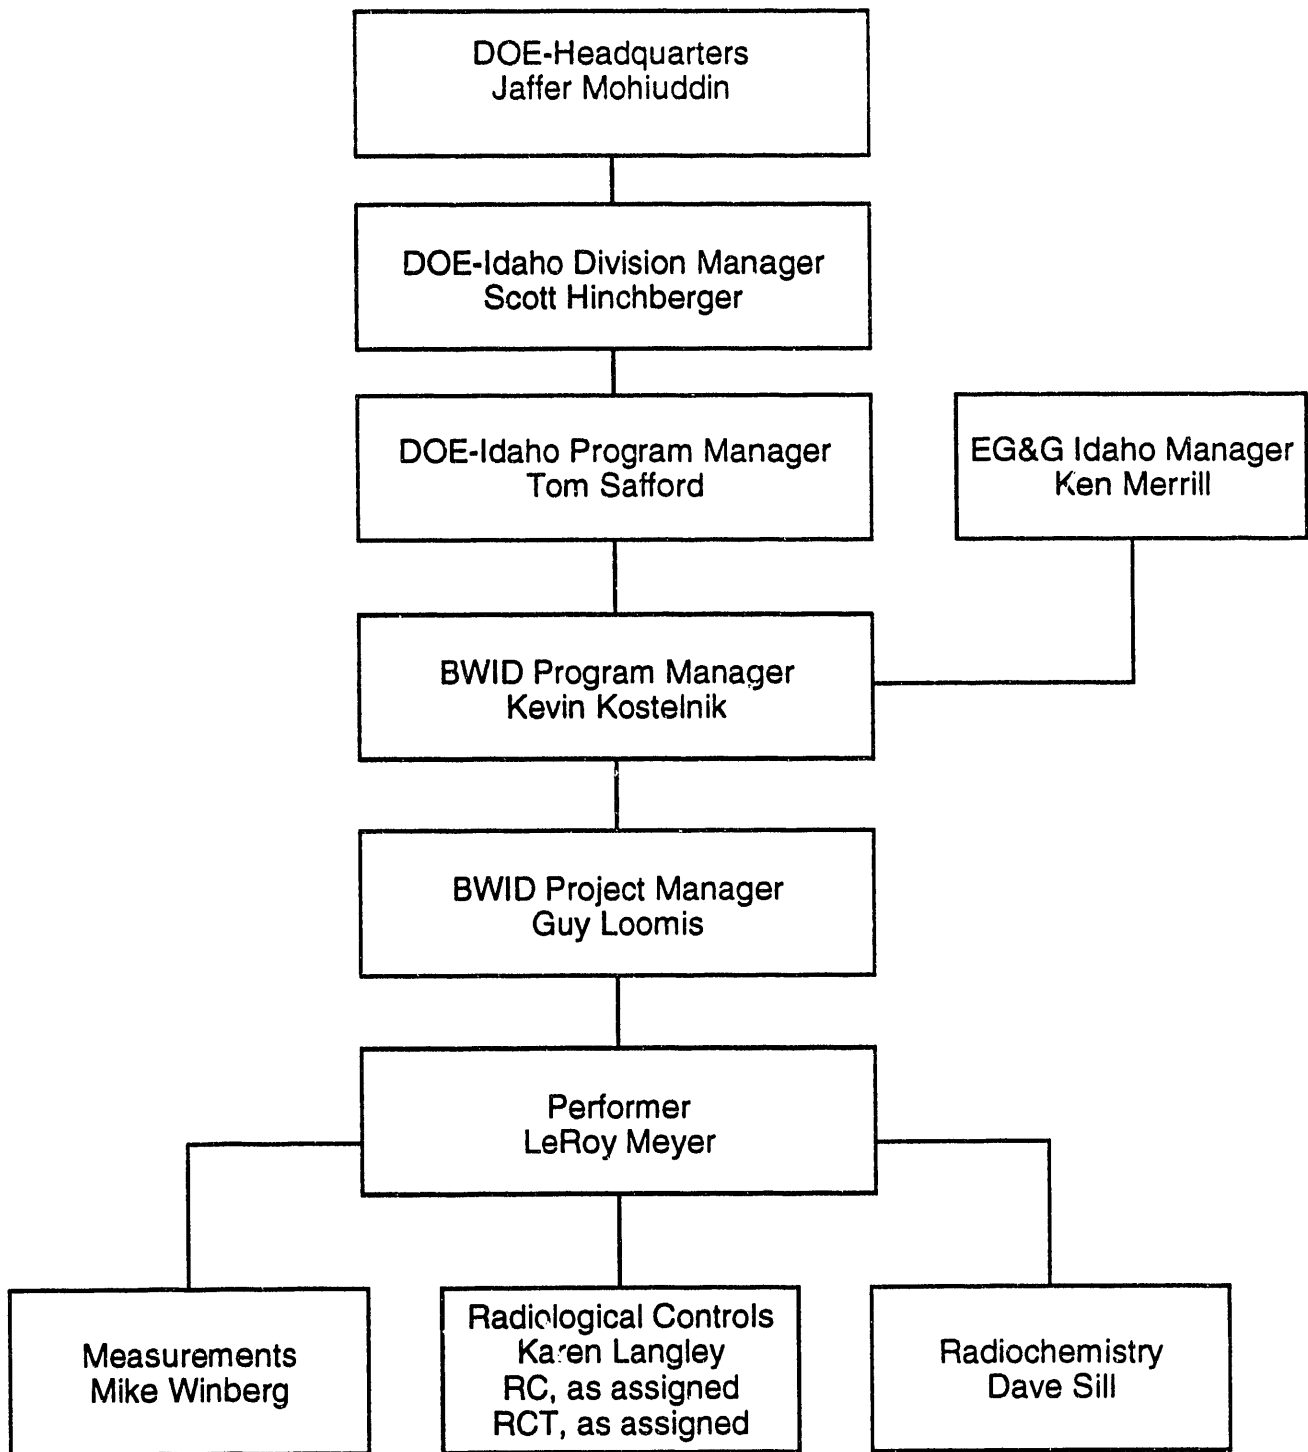 DOE-Headquarters
Jaffer Mohiuddin
DOE-Idaho Division Manager
Scott Hinchberger
DOE-Idaho Program Manager
Tom Safford
EG&G Idaho Manager
Ken Merrill
BWID Program Manager
Kevin Kostelnik
BWID Project Manager
Guy Loomis
Performer
LeRoy Meyer
Measurements
Mike Winberg
Radiological Controls
Karen Langley
RC, as assigned
RCT, as assigned
Radiochemistry
Dave Sill